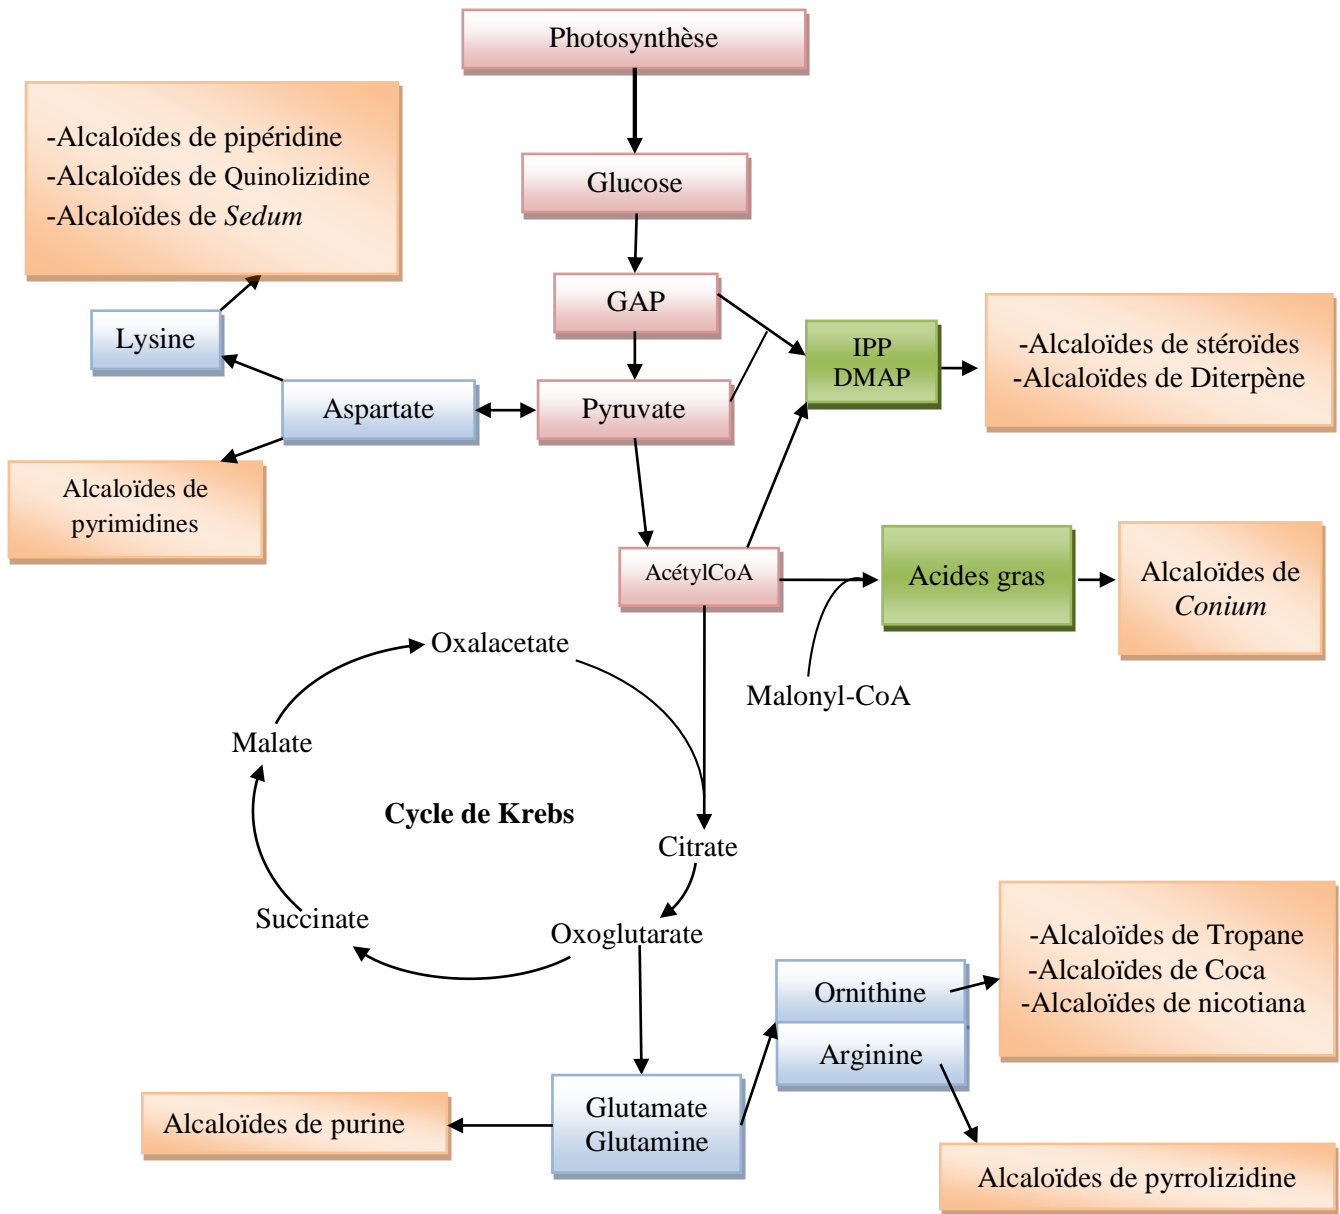 Photosynthèse
-Alcaloïdes de pipéridine
-Alcaloïdes de Quinolizidine
-Alcaloïdes de Sedum
Glucose
GAP
Lysine
IPP
DMAP
-Alcaloïdes de stéroïdes
-Alcaloïdes de Diterpène
Aspartate
Pyruvate
Alcaloïdes de
pyrimidines
AcétylCoA
Acides gras
Alcaloïdes de
Conium
Oxalacetate
Malonyl-CoA
Malate
Cycle de Krebs
Citrate
Succinate
Oxoglutarate
-Alcaloïdes de Tropane
-Alcaloïdes de Coca
-Alcaloïdes de nicotiana
Ornithine
Arginine
Glutamate
Glutamine
Alcaloïdes de purine
Alcaloïdes de pyrrolizidine